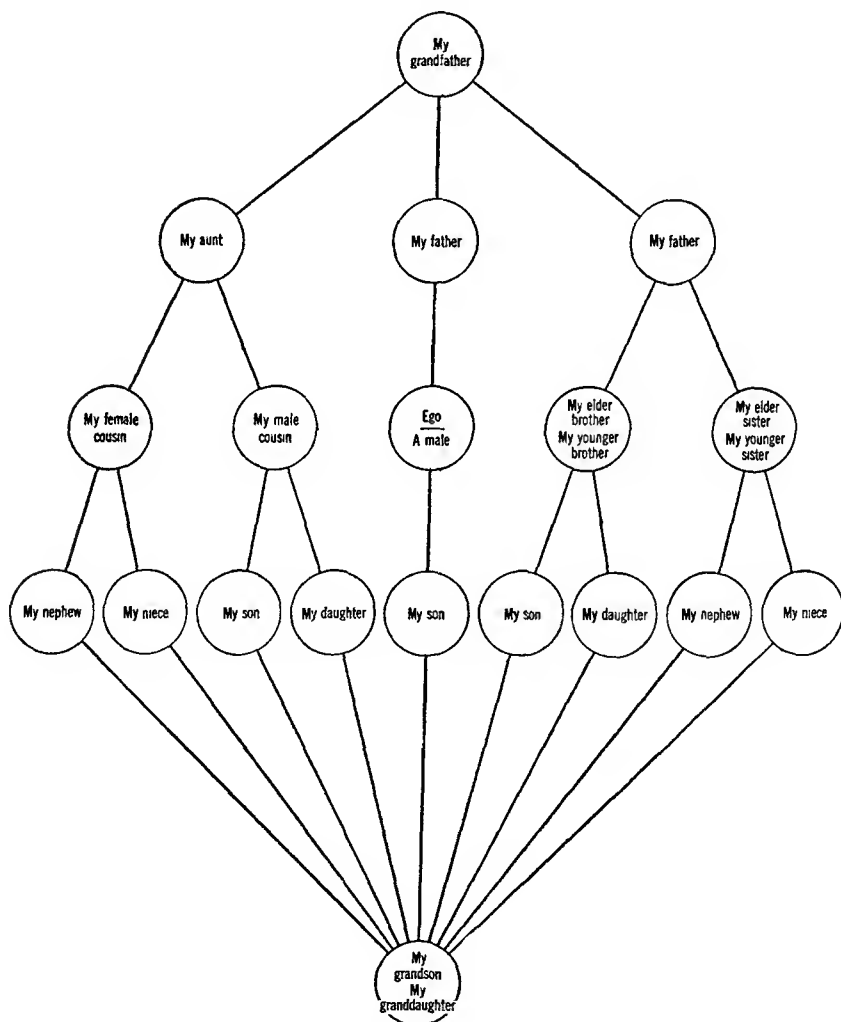 My
grandfather
My aunt
My father
My father
My female
cousin
My male
cousin
Ego
A male
My elder
brother
My younger
brother
My elder
sister
My younger
sister
My nephew
My niece
My son
My daughter
My son
My son
My daughter
My nephew
My niece
My
grandson
My
granddaughter